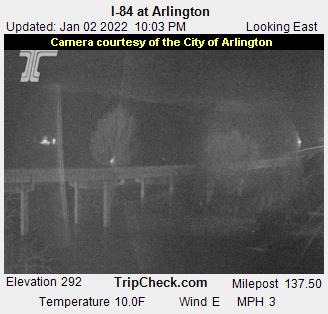 I-84 at Arlington
Updated: Jan 02 2022 10:03 PM Looking East
Camera courtesy of the City of Arlington
Elevation 292 TripCheck.com Milepost 137.50
Temperature 10.0F Wind E MPH 3